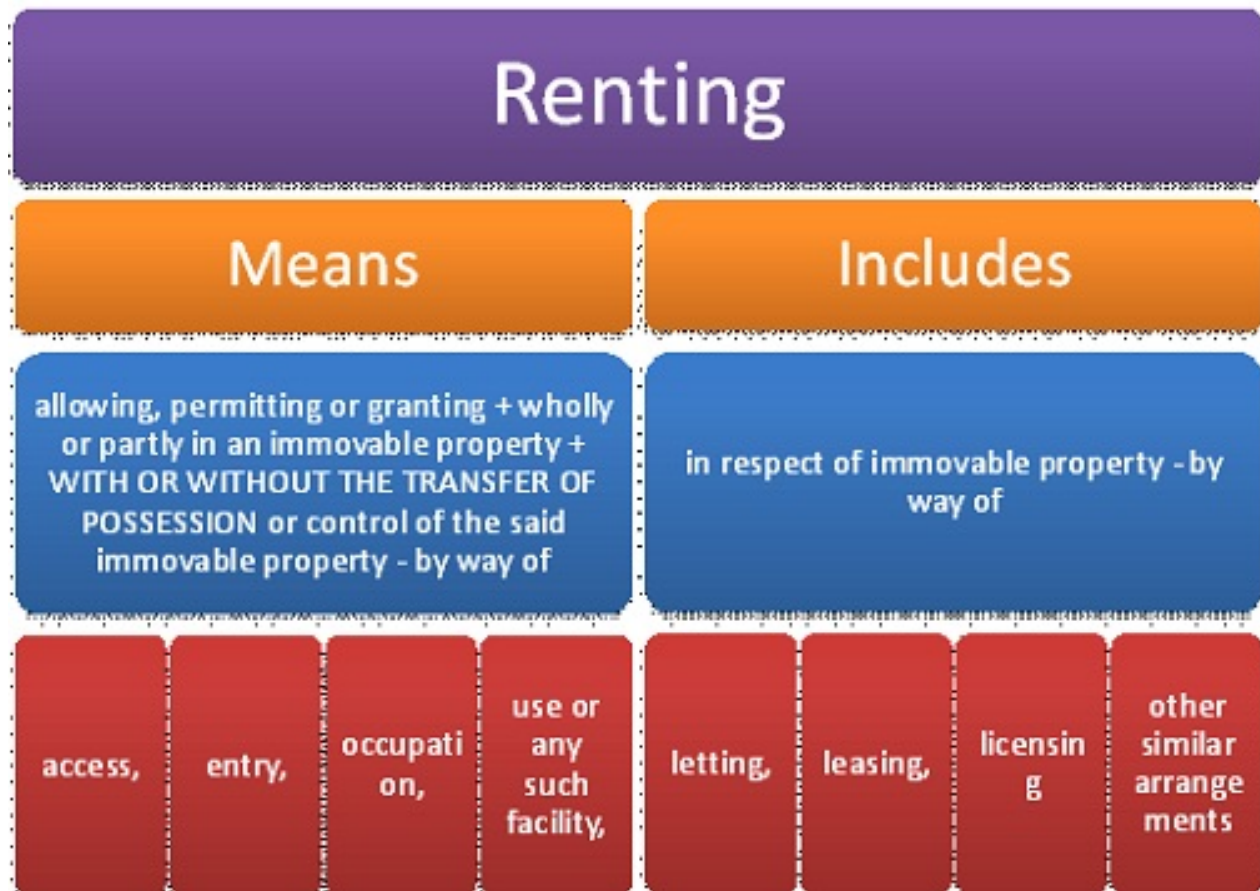 Renting
Means
Includes
allowing, permitting or granting + wholly
or partly in an immovable property +
WITH OR WITHOUT THE TRANSFER OF
POSSESSION or control of the said
immovable property - by way of
in respect of immovable property - by
way of
access,
entry,
occupati
on,
use or
any
such
facility,
letting,
leasing,
licensin
g
other
similar
arrange
ments